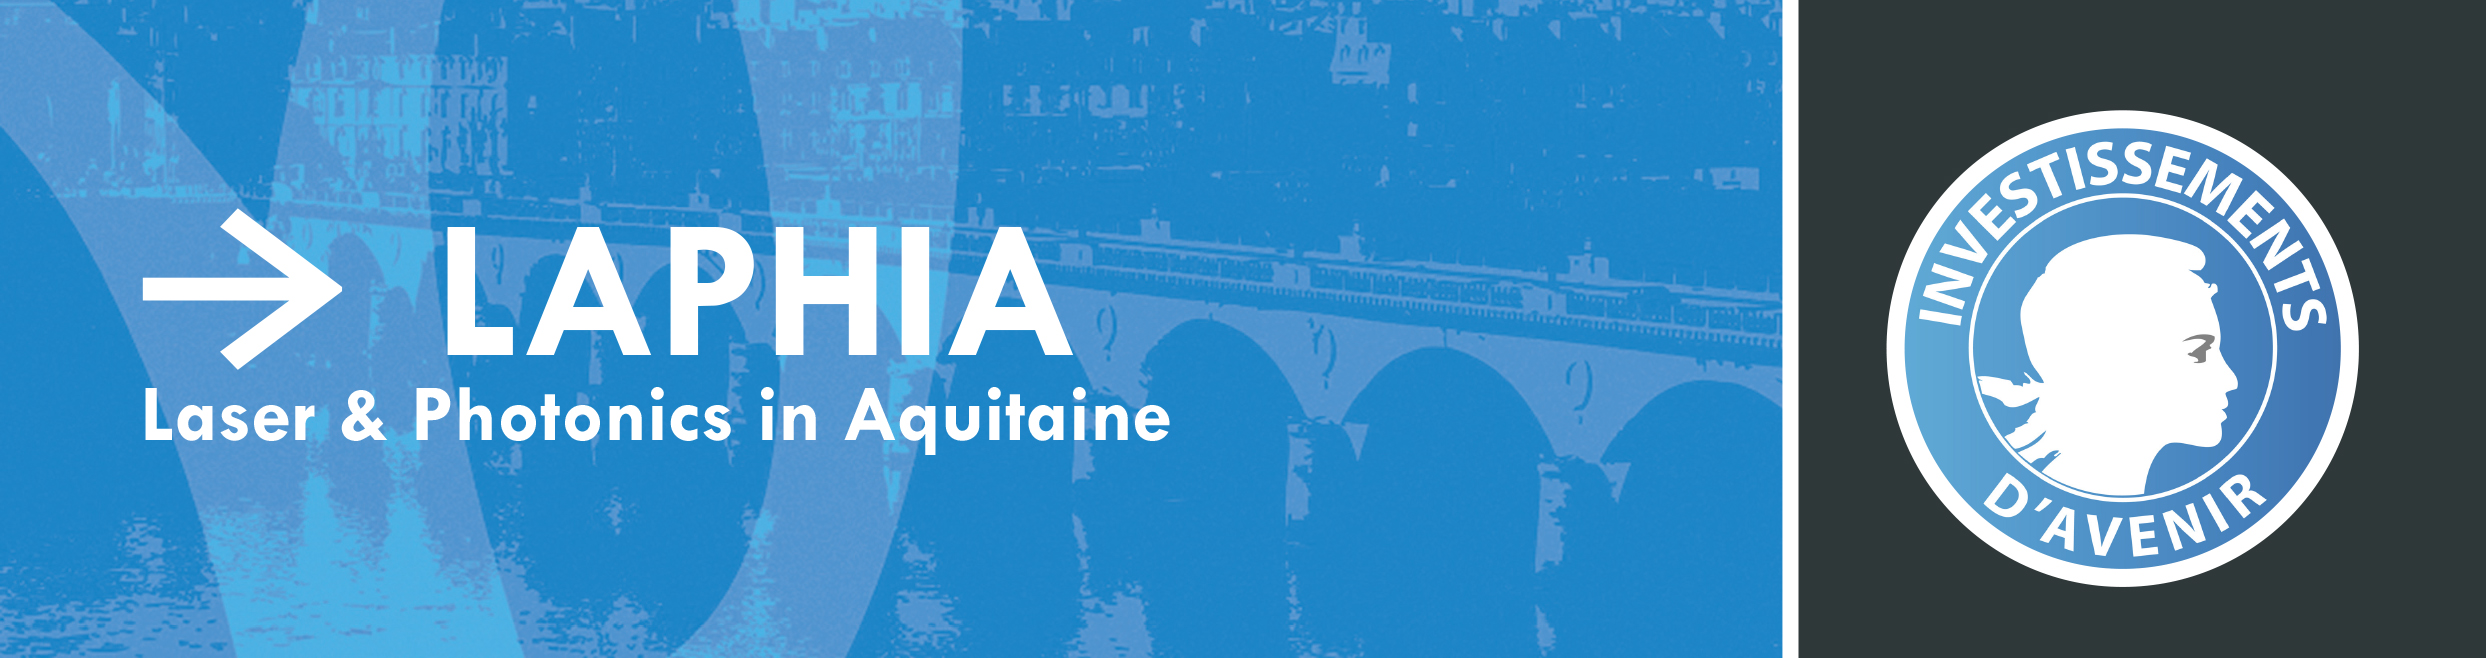 LAPHIA
Laser & Photonics in Aquitaine
INVESTISSEMENTS
D'AVENIR